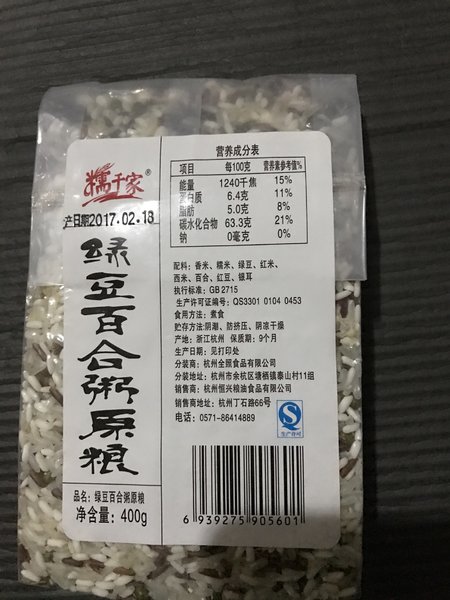 糯千家®
产日期2017.02.18
绿豆百合粥原粮
品名：绿豆百合粥原粮
净含量：400g
营养成分表
项目 每100克 营养素参考值%
能量 1240千焦 15%
蛋白质 6.4克 11%
脂肪 5.0克 8%
碳水化合物 63.3克 21%
钠 0毫克 0%
配料：香米、糯米、绿豆、红米、
西米、百合、红豆、银耳
执行标准：GB 2715
生产许可证编号：QS3301 0104 0453
食用方法：煮食
贮存方法：阴潮、防挤压、阴凉干燥
产地：浙江杭州 保质期：9个月
生产日期：见打印处
分装商：杭州全照食品有限公司
分装地址：杭州市余杭区塘栖镇泰山村11组
销售商：杭州恒兴粮油食品有限公司
销售商地址：杭州丁石路66号
电话：0571-86414889
QS
生产许可
6 939275 905601